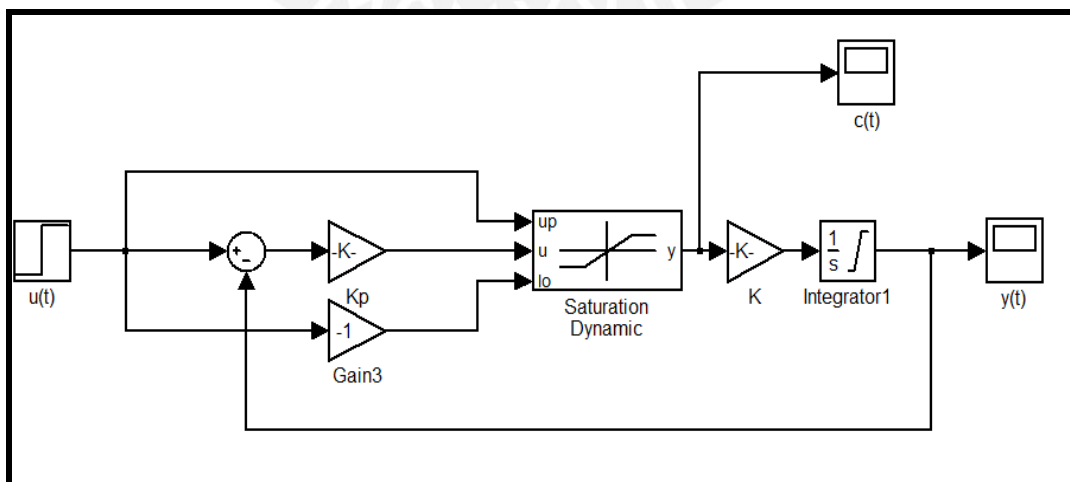 c(t)
up
u
lo
y
Saturation
Dynamic
+
-
-K-
Kp
-1
Gain3
u(t)
-K-
K
1
s
Integrator1
y(t)